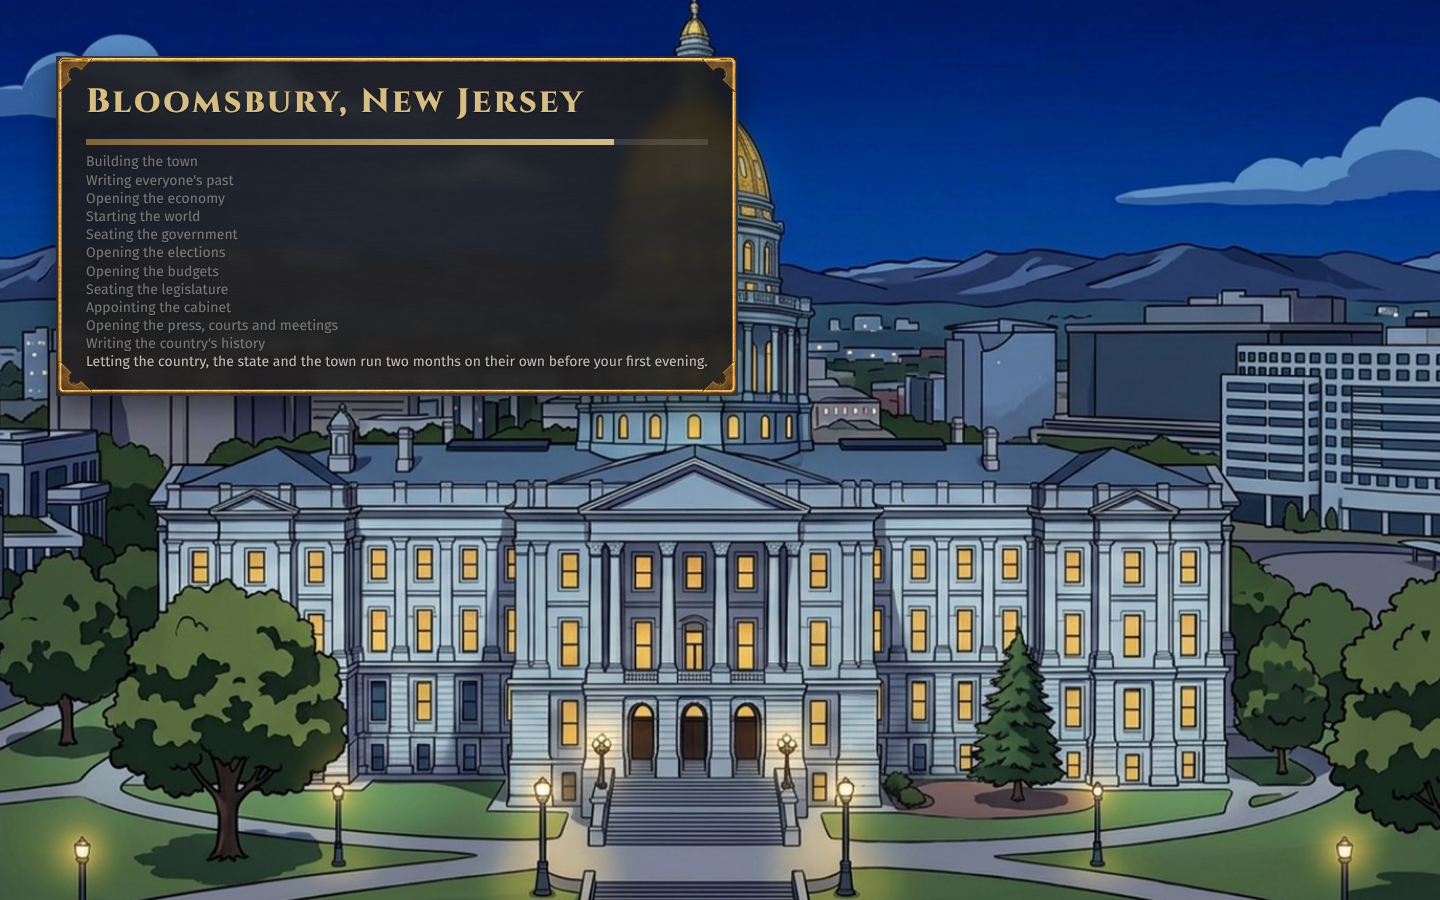 Bloomsbury, New Jersey
Building the town
Writing everyone's past
Opening the economy
Starting the world
Seating the government
Opening the elections
Opening the budgets
Seating the legislature
Appointing the cabinet
Opening the press, courts and meetings
Writing the country's history
Letting the country, the state and the town run two months on their own before your first evening.